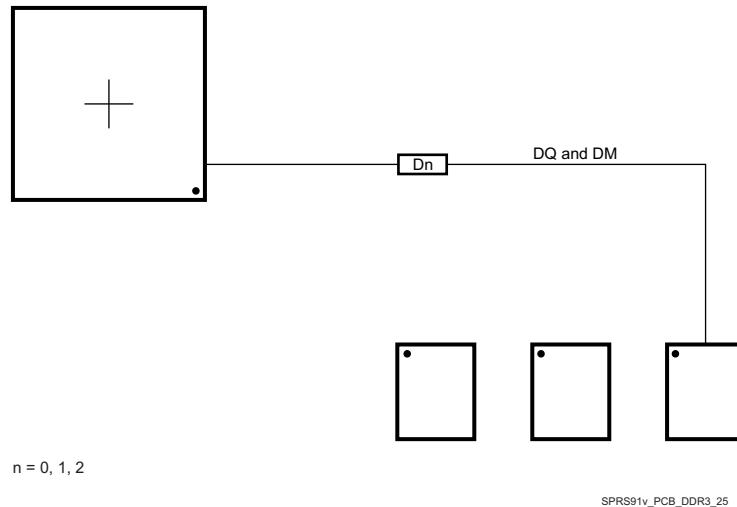 Dn
DQ and DM
n = 0, 1, 2
SPRS91v_PCB_DDR3_25